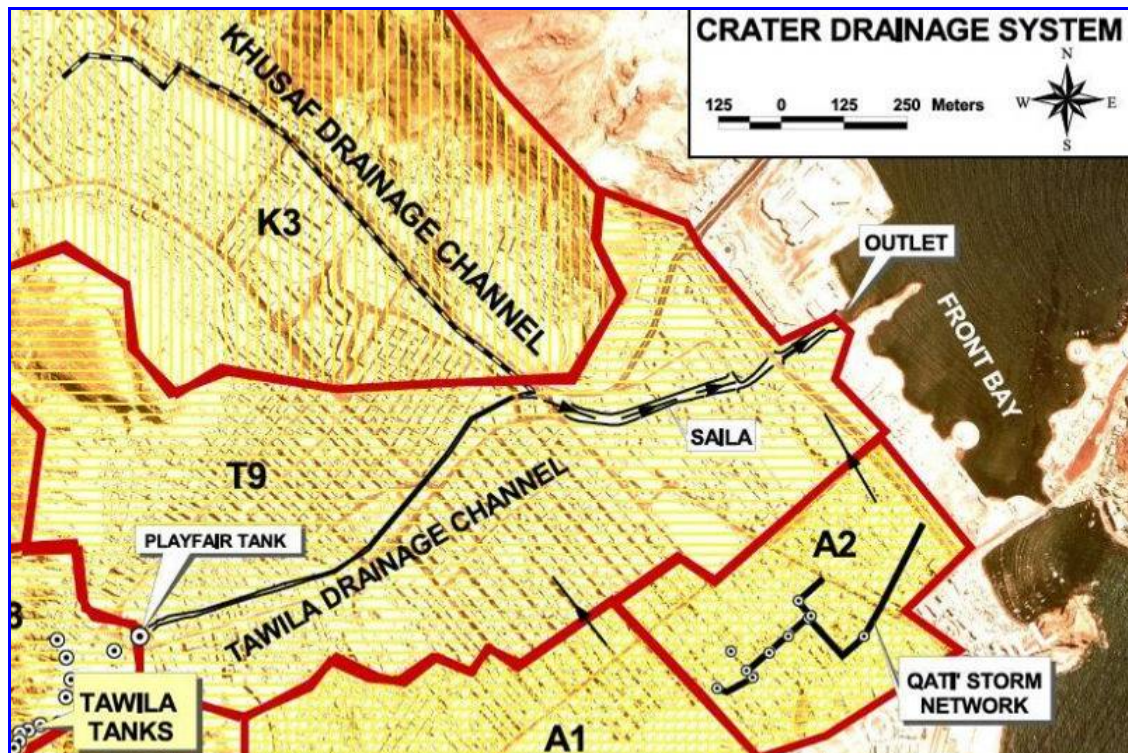 CRATER DRAINAGE SYSTEM
N
W
E
S
125 0 125 250 Meters
KHUSAF DRAINAGE CHANNEL
K3
OUTLET
FRONT BAY
SAILA
T9
A2
PLAYFAIR TANK
TAWILA DRAINAGE CHANNEL
QATI' STORM
NETWORK
TAWILA
TANKS
A1